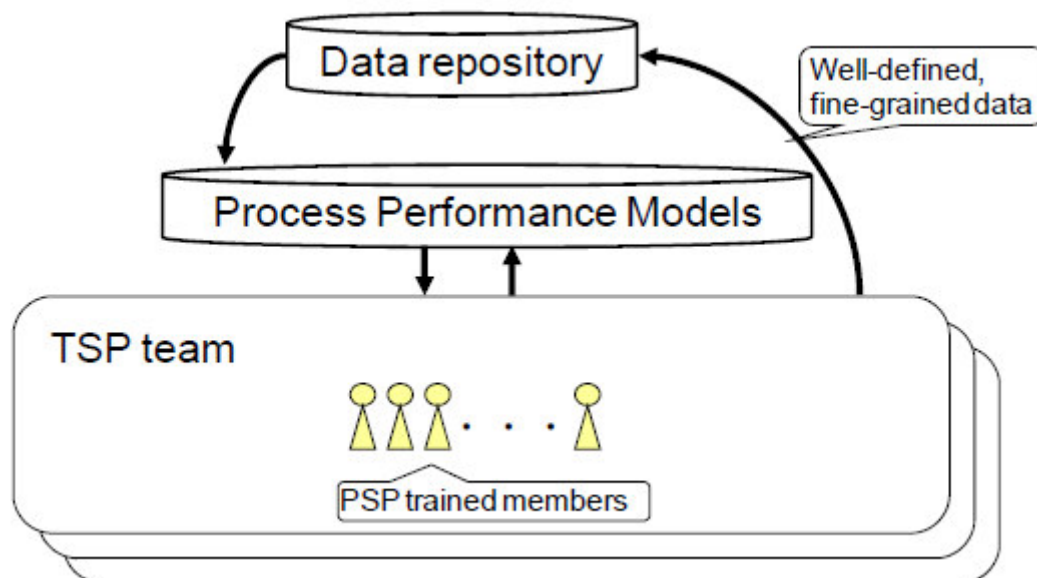 Data repository
Well-defined,
fine-grained data
Process Performance Models
TSP team
. . .
PSP trained members